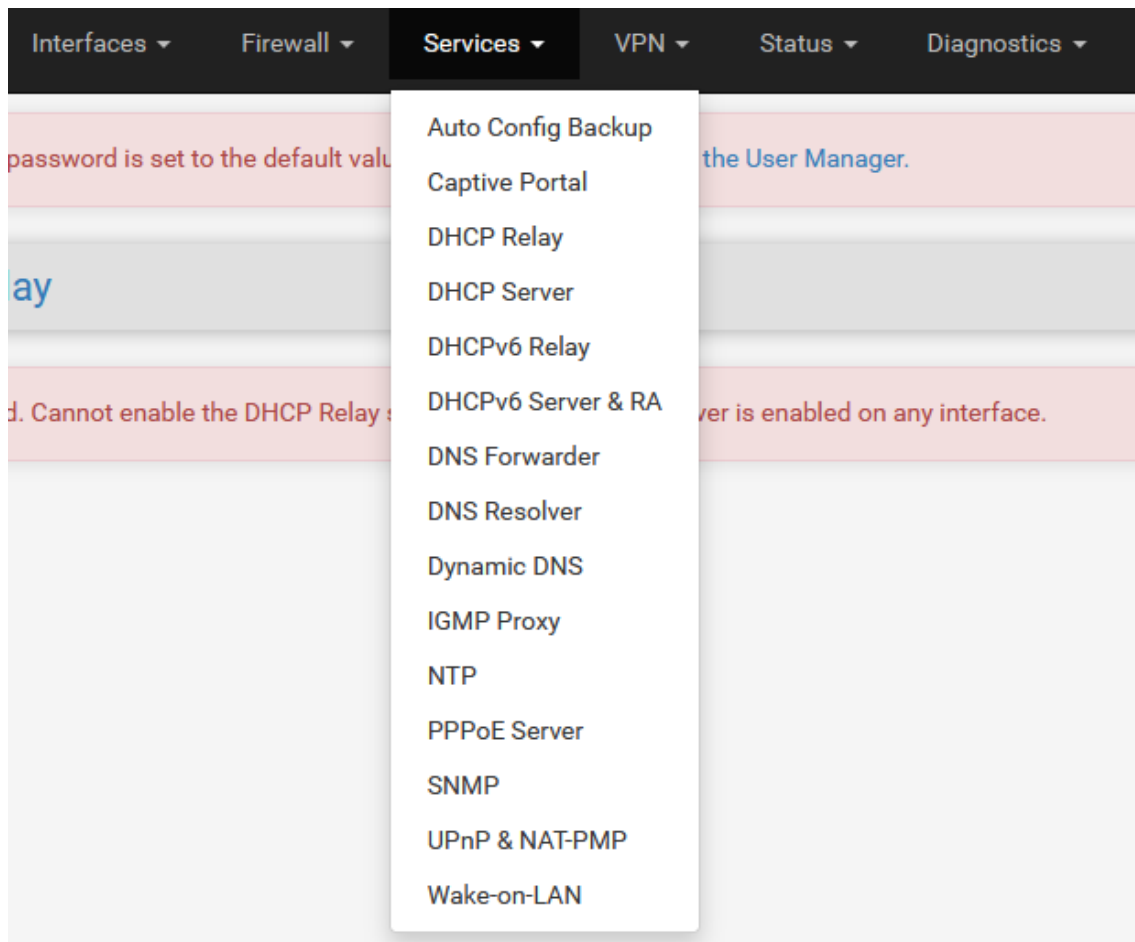 Interfaces Firewall Services VPN Status Diagnostics
Auto Config Backup
password is set to the default the User Manager.
Captive Portal
DHCP Relay
lay
DHCP Server
DHCPv6 Relay
DHCPv6 Server & RA
Cannot enable the DHCP Relay is enabled on any interface.
DNS Forwarder
DNS Resolver
Dynamic DNS
IGMP Proxy
NTP
PPPoE Server
SNMP
UPnP & NAT-PMP
Wake-on-LAN